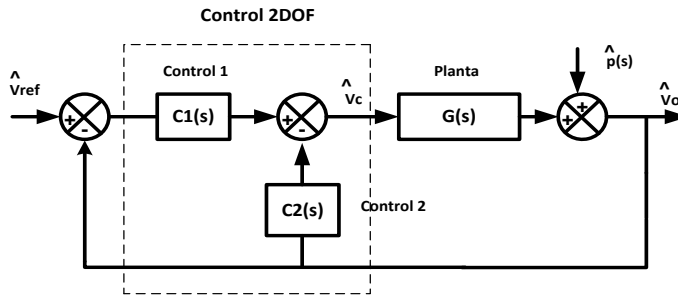 Control 2DOF
^
Vref
+
-
Control 1
C1(s)
+
-
^
Vc
Planta
G(s)
^
p(s)
+
+
^
Vo
C2(s)
Control 2